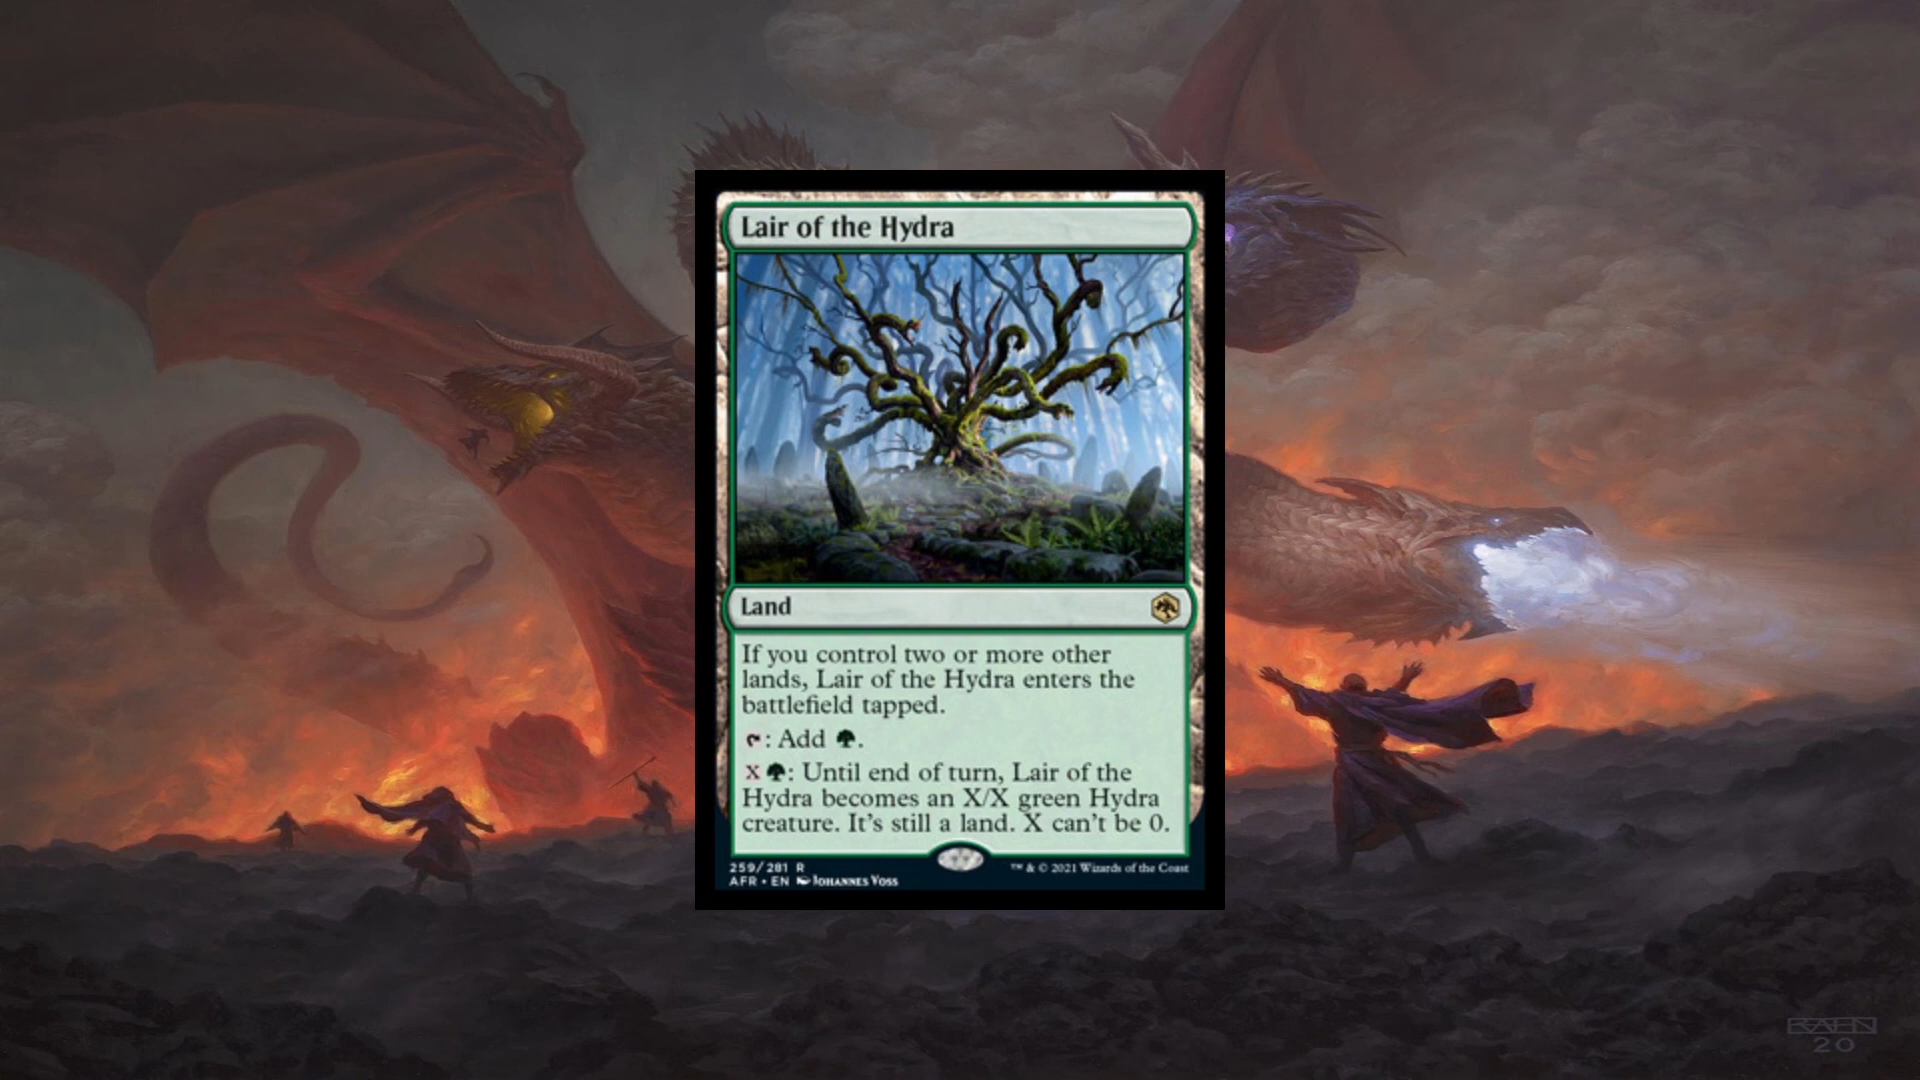 Lair of the Hydra
Land
If you control two or more other
lands, Lair of the Hydra enters the
battlefield tapped.
: Add .
X : Until end of turn, Lair of the
Hydra becomes an X/X green Hydra
creature. It's still a land. X can't be 0.
259/281 R
AFR • EN Johannes Voss
™ & © 2021 Wizards of the Coast
RAHN
20